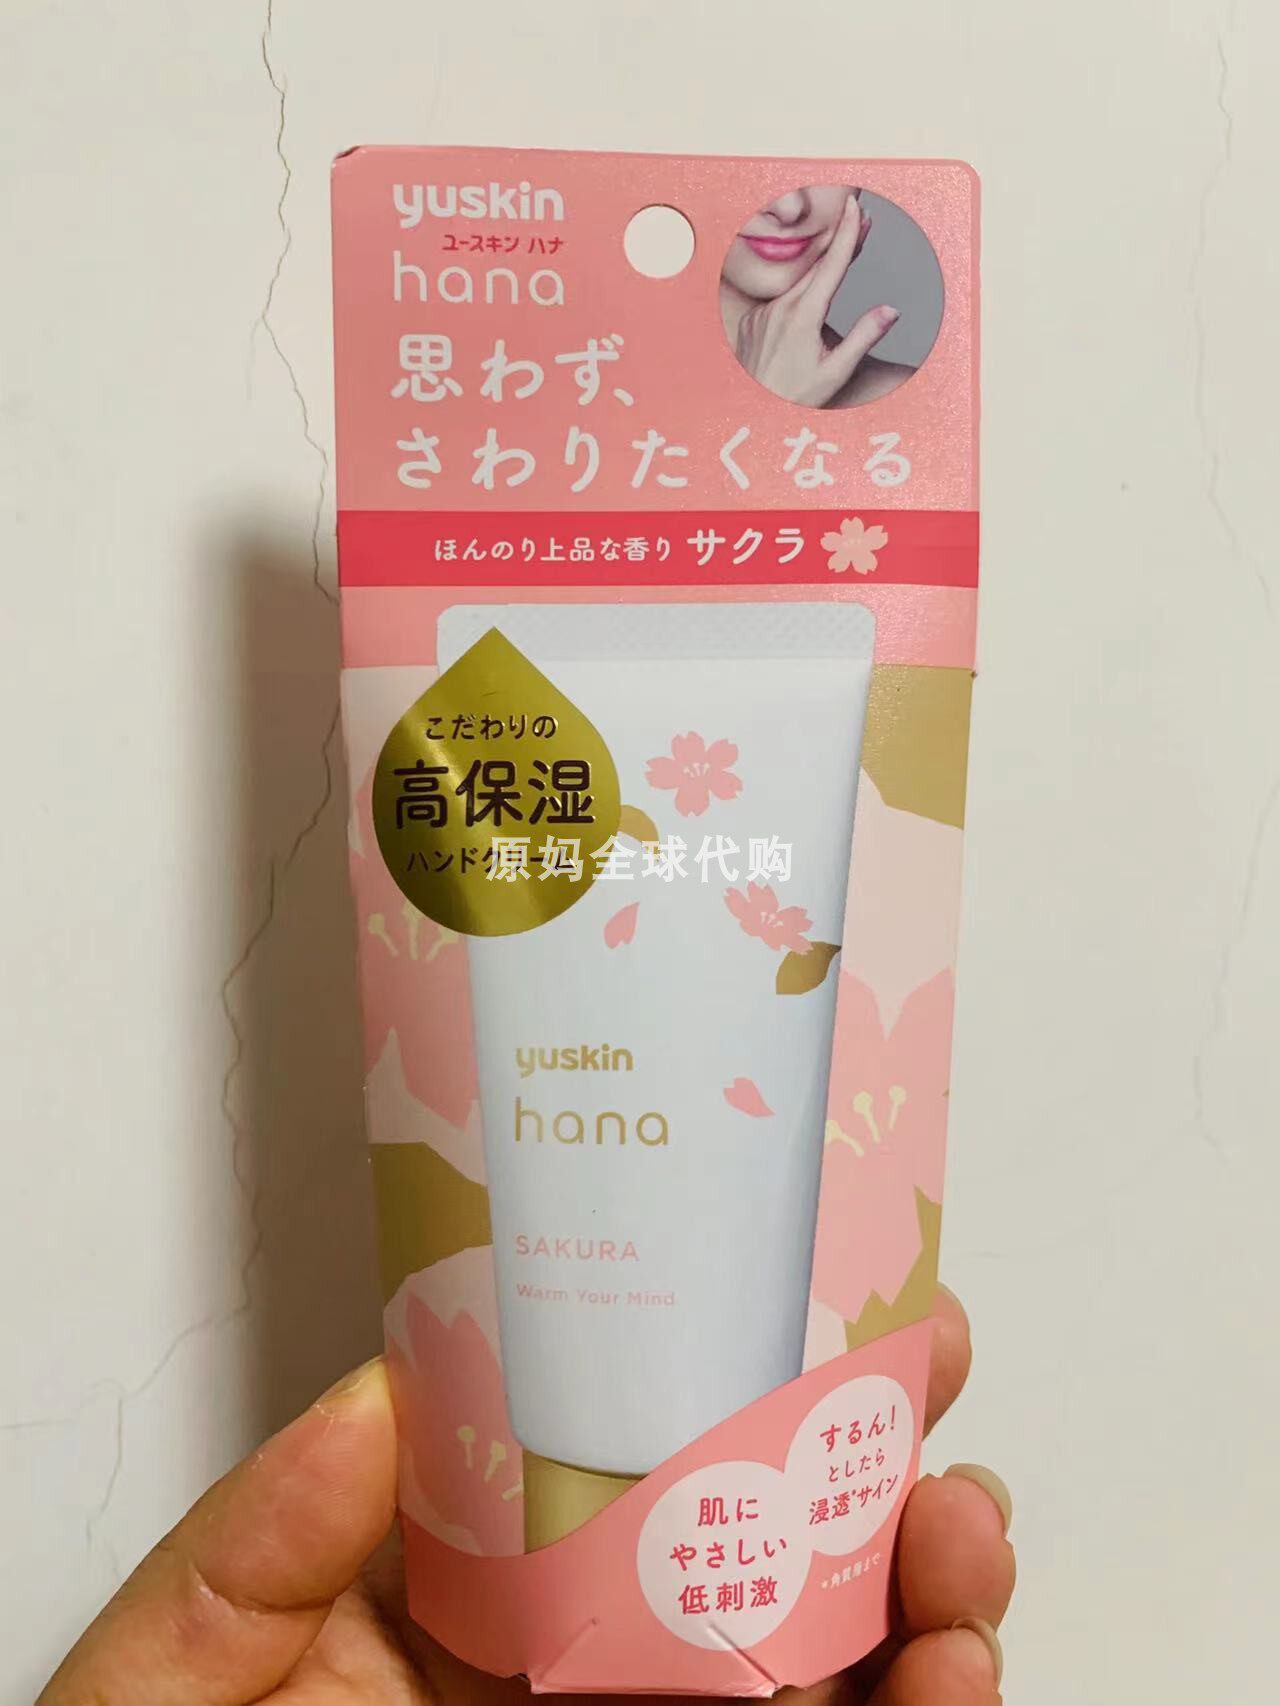 yuskin
ユースキン ハナ
hana
思わず、
さわりたくなる
ほんのり上品な香り サクラ
こだわりの
高保湿
ハンドクリーム
原妈全球代购
yuskin
hana
SAKURA
Warm Your Mind
するん!
としたら
浸透*サイン
肌に
やさしい
低刺激
*角質層まで